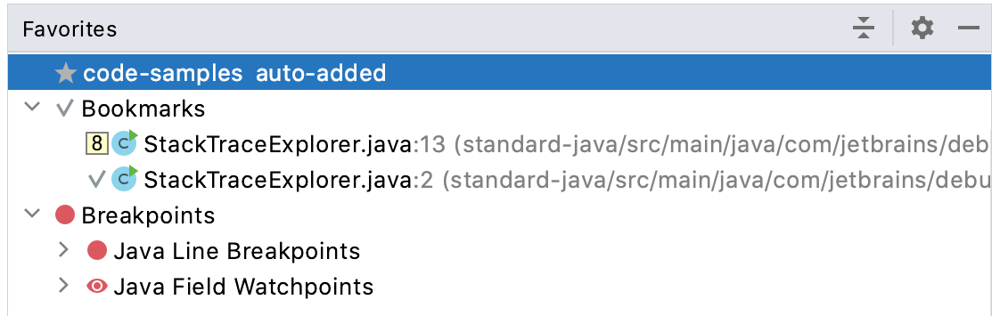 Favorites
code-samples auto-added
Bookmarks
8 C StackTraceExplorer.java:13 (standard-java/src/main/java/com/jetbrains/deb
C StackTraceExplorer.java:2 (standard-java/src/main/java/com/jetbrains/debu
Breakpoints
Java Line Breakpoints
Java Field Watchpoints